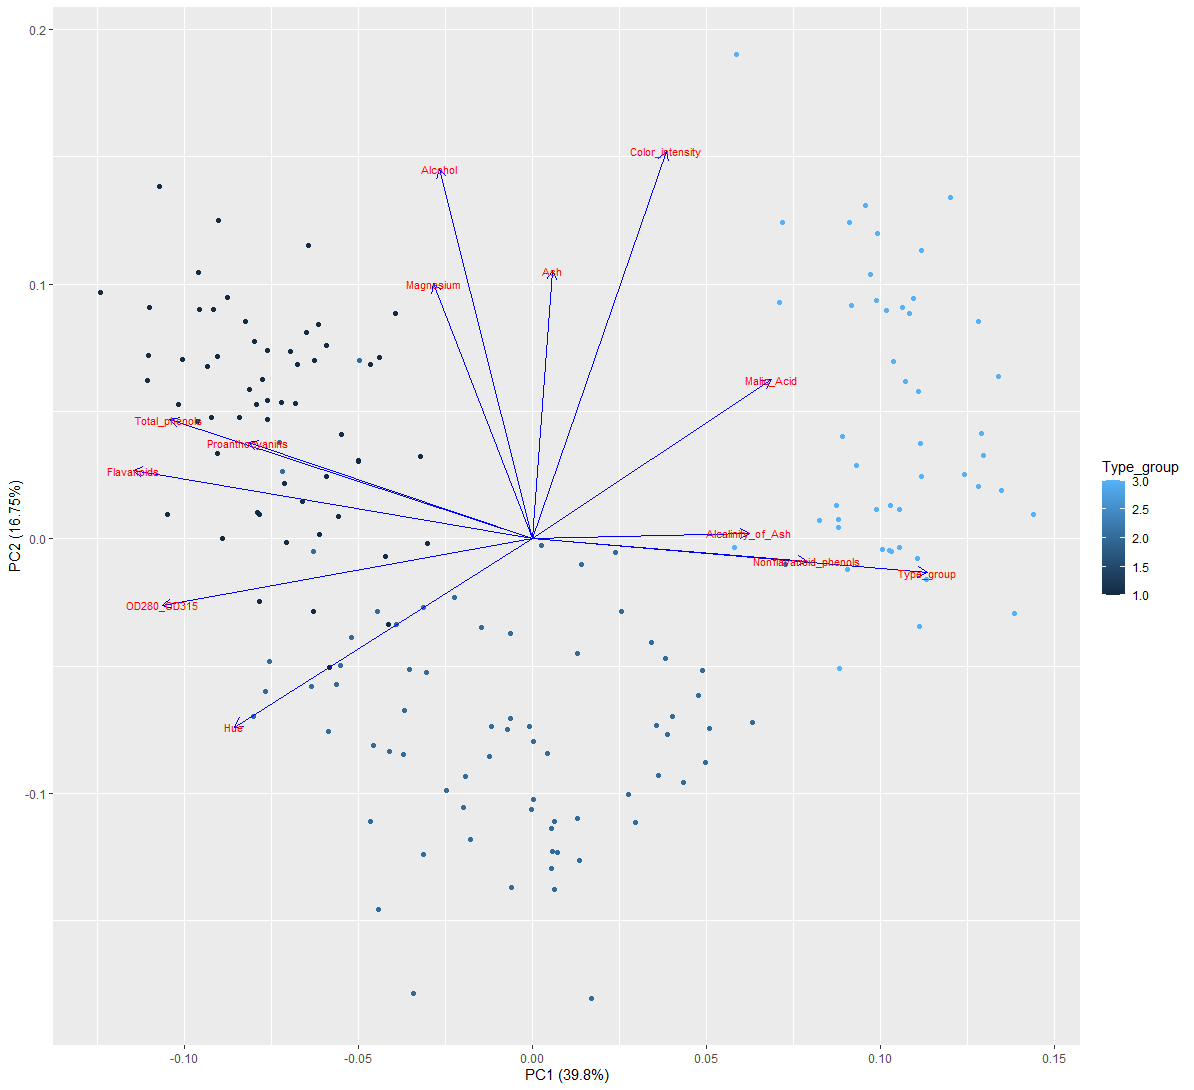 0.2
Color_intensity
Alcohol
Ash
Magnesium
0.1
Malic_Acid
Total_phenols
Proanthocyanins
Flavanoids
Type_group
3.0
2.5
2.0
1.5
1.0
PC2 (16.75%)
0.0
Alcalinity_of_Ash
Nonflavanoid_phenols
Type_group
OD280_OD315
Hue
-0.1
-0.10
-0.05
0.00
0.05
0.10
0.15
PC1 (39.8%)